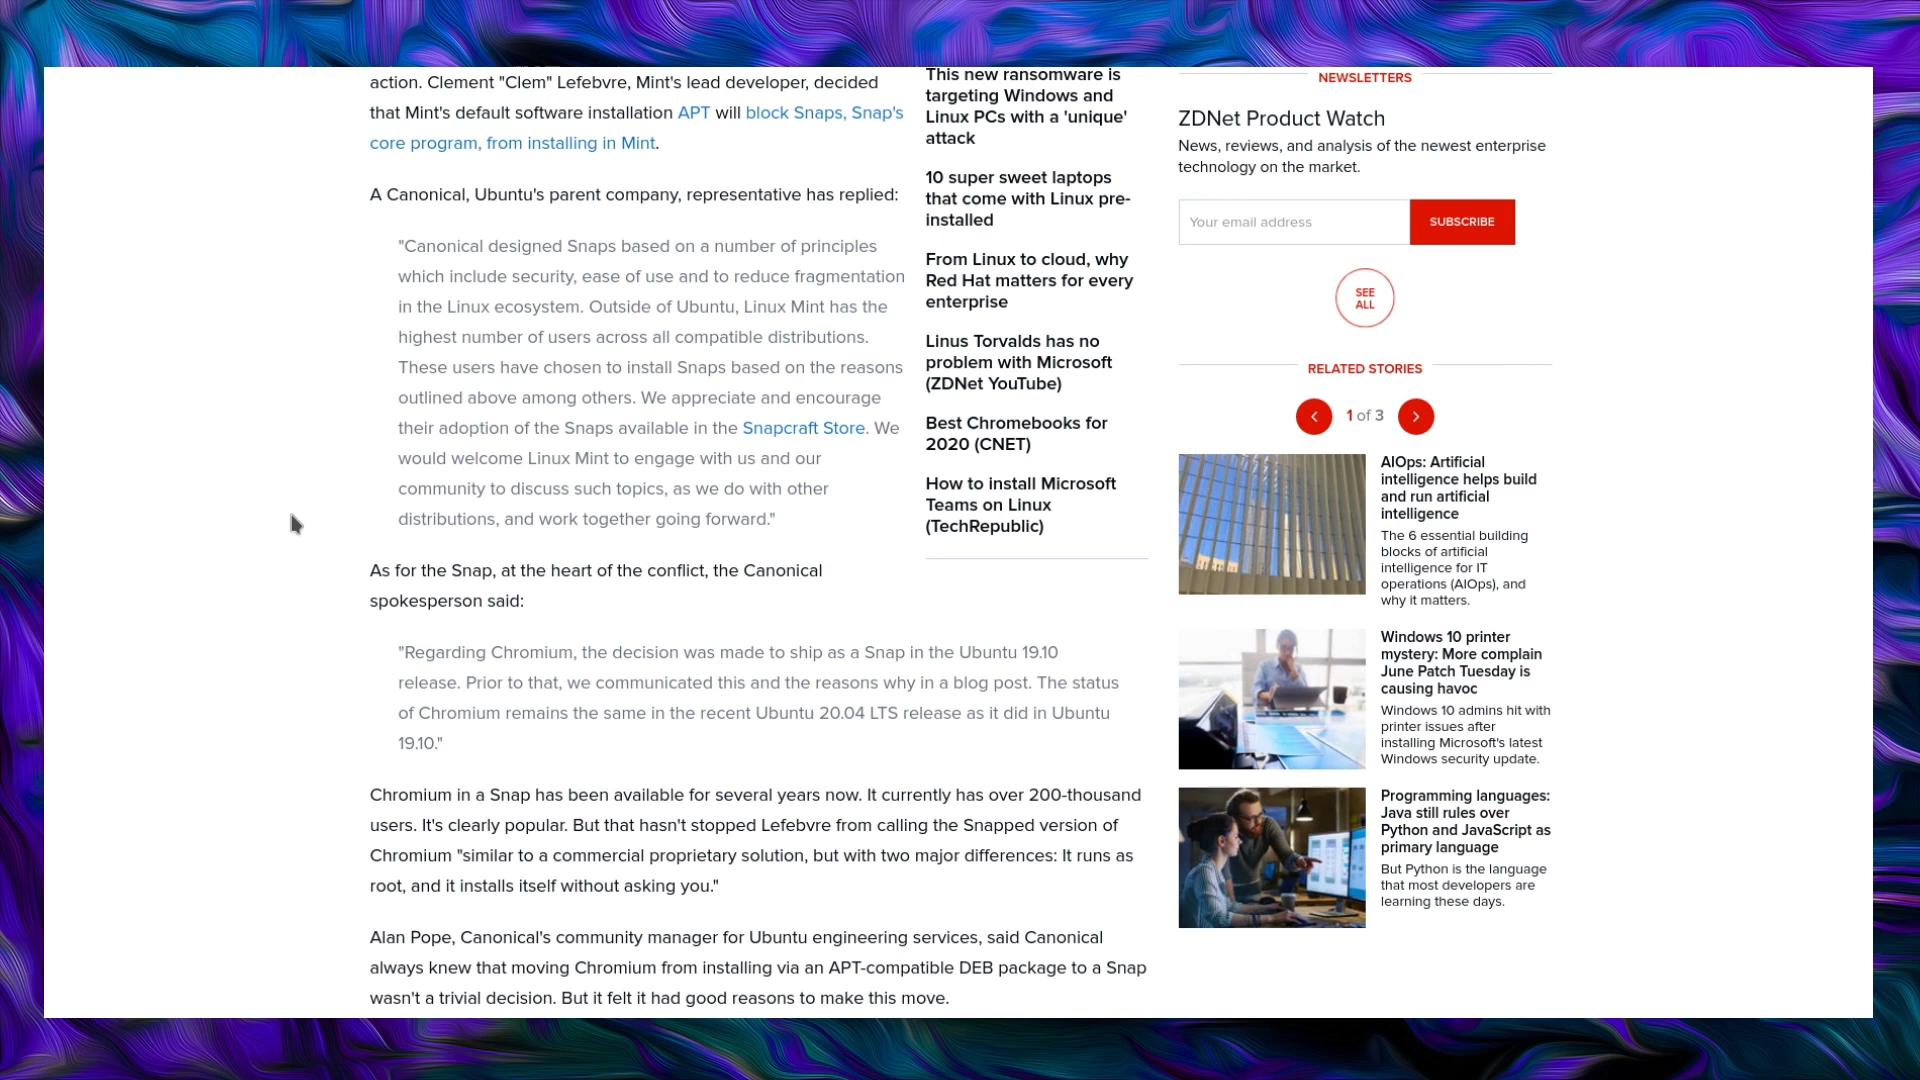 action. Clement "Clem" Lefebvre, Mint's lead developer, decided
that Mint's default software installation APT will block Snaps, Snap's
core program, from installing in Mint.
A Canonical, Ubuntu's parent company, representative has replied:
"Canonical designed Snaps based on a number of principles
which include security, ease of use and to reduce fragmentation
in the Linux ecosystem. Outside of Ubuntu, Linux Mint has the
highest number of users across all compatible distributions.
These users have chosen to install Snaps based on the reasons
outlined above among others. We appreciate and encourage
their adoption of the Snaps available in the Snapcraft Store. We
would welcome Linux Mint to engage with us and our
community to discuss such topics, as we do with other
distributions, and work together going forward."
As for the Snap, at the heart of the conflict, the Canonical
spokesperson said:
"Regarding Chromium, the decision was made to ship as a Snap in the Ubuntu 19.10
release. Prior to that, we communicated this and the reasons why in a blog post. The status
of Chromium remains the same in the recent Ubuntu 20.04 LTS release as it did in Ubuntu
19.10."
Chromium in a Snap has been available for several years now. It currently has over 200-thousand
users. It's clearly popular. But that hasn't stopped Lefebvre from calling the Snapped version of
Chromium "similar to a commercial proprietary solution, but with two major differences: It runs as
root, and it installs itself without asking you."
Alan Pope, Canonical's community manager for Ubuntu engineering services, said Canonical
always knew that moving Chromium from installing via an APT-compatible DEB package to a Snap
wasn't a trivial decision. But it felt it had good reasons to make this move.
This new ransomware is
targeting Windows and
Linux PCs with a 'unique'
attack
10 super sweet laptops
that come with Linux pre-
installed
From Linux to cloud, why
Red Hat matters for every
enterprise
Linus Torvalds has no
problem with Microsoft
(ZDNet YouTube)
Best Chromebooks for
2020 (CNET)
How to install Microsoft
Teams on Linux
(TechRepublic)
NEWSLETTERS
ZDNet Product Watch
News, reviews, and analysis of the newest enterprise
technology on the market.
Your email address
SUBSCRIBE
SEE
ALL
RELATED STORIES
1 of 3
AIOps: Artificial
intelligence helps build
and run artificial
intelligence
The 6 essential building
blocks of artificial
intelligence for IT
operations (AIOps), and
why it matters.
Windows 10 printer
mystery: More complain
June Patch Tuesday is
causing havoc
Windows 10 admins hit with
printer issues after
installing Microsoft's latest
Windows security update.
Programming languages:
Java still rules over
Python and JavaScript as
primary language
But Python is the language
that most developers are
learning these days.